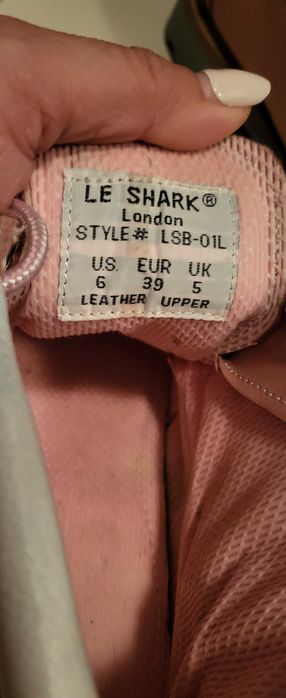 LE SHARK®
London
STYLE# LSB-01L
U.S. EUR UK
6 39 5
LEATHER UPPER